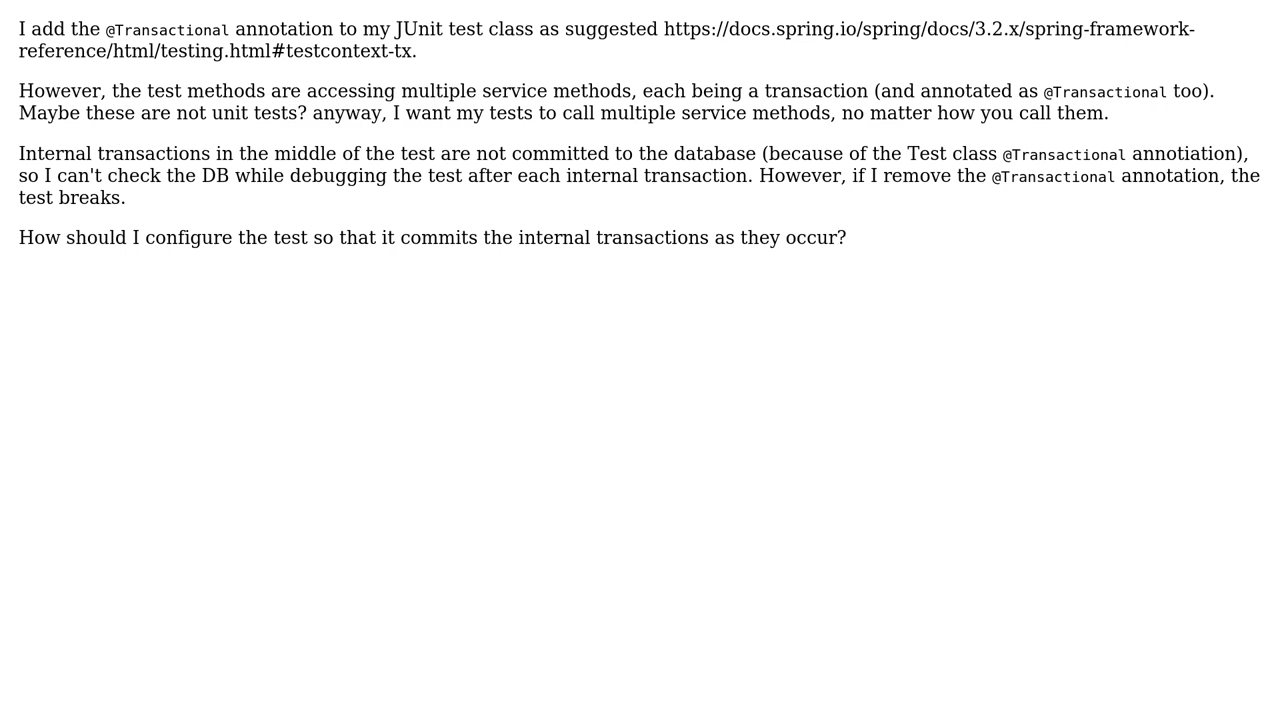 I add the @Transactional annotation to my JUnit test class as suggested https://docs.spring.io/spring/docs/3.2.x/spring-framework-
reference/html/testing.html#testcontext-tx.
However, the test methods are accessing multiple service methods, each being a transaction (and annotated as @Transactional too).
Maybe these are not unit tests? anyway, I want my tests to call multiple service methods, no matter how you call them.
Internal transactions in the middle of the test are not committed to the database (because of the Test class @Transactional annotiation),
so I can't check the DB while debugging the test after each internal transaction. However, if I remove the @Transactional annotation, the
test breaks.
How should I configure the test so that it commits the internal transactions as they occur?